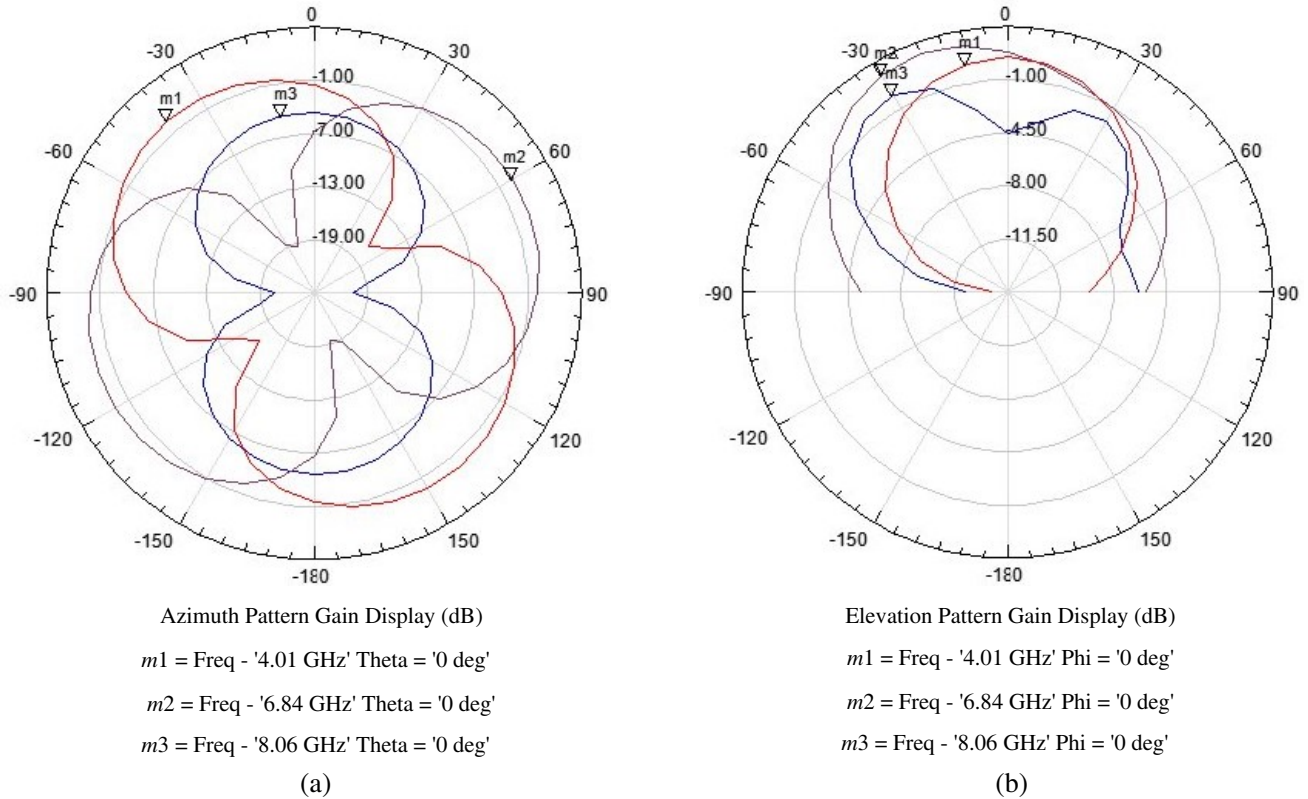 0
-30
30
m1
m3
-1.00
-7.00
-60
60
m2
-13.00
-19.00
-90
90
-120
120
-150
150
-180
Azimuth Pattern Gain Display (dB)
m1 = Freq - '4.01 GHz' Theta = '0 deg'
m2 = Freq - '6.84 GHz' Theta = '0 deg'
m3 = Freq - '8.06 GHz' Theta = '0 deg'
(a)
0
-30
30
m2
m1
m3
-1.00
-4.50
-60
60
-8.00
-11.50
-90
90
-120
120
-150
150
-180
Elevation Pattern Gain Display (dB)
m1 = Freq - '4.01 GHz' Phi = '0 deg'
m2 = Freq - '6.84 GHz' Phi = '0 deg'
m3 = Freq - '8.06 GHz' Phi = '0 deg'
(b)